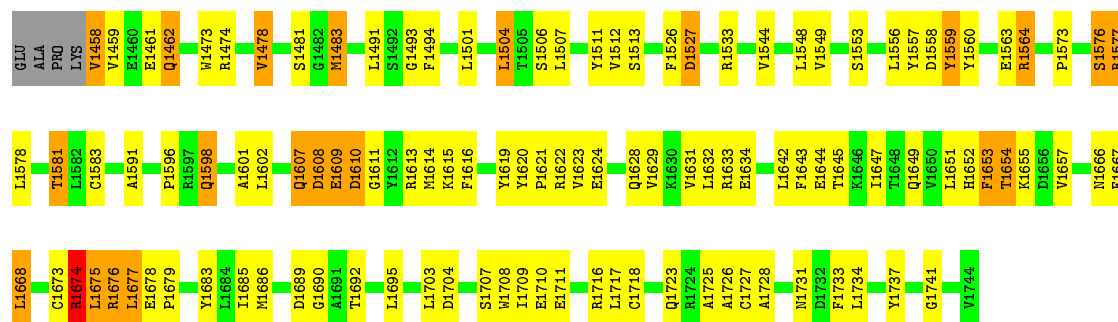 GLU ALA PRO LYS V1458 V1459 E1460 E1461 Q1462 W1473 R1474 V1478 S1481 G1482 M1483 L1491 S1492 G1493 F1494 L1501 L1504 T1505 S1506 L1507 Y1511 V1512 S1513 F1526 D1527 R1533 V1544 L1548 V1549 S1553 L1556 Y1557 D1558 Y1559 Y1560 E1563 R1564 P1573 S1576 R1577
L1578 T1581 L1582 C1583 A1591 P1596 R1597 Q1598 A1601 L1602 Q1607 D1608 E1609 D1610 G1611 Y1612 R1613 M1614 K1615 F1616 Y1619 Y1620 P1621 R1622 V1623 E1624 Q1628 V1629 K1630 V1631 L1632 R1633 E1634 L1642 F1643 E1644 T1645 K1646 I1647 T1648 Q1649 V1650 L1651 H1652 F1653 T1654 K1655 D1656 V1657 N1666
L1668 C1673 R1674 L1675 R1676 L1677 E1678 P1679 Y1683 L1684 I1685 M1686 D1689 G1690 A1691 T1692 L1695 L1703 D1704 S1707 W1708 I1709 E1710 E1711 R1716 L1717 C1718 Q1723 R1724 A1725 A1726 C1727 A1728 N1731 D1732 F1733 L1734 Y1737 G1741 V1744